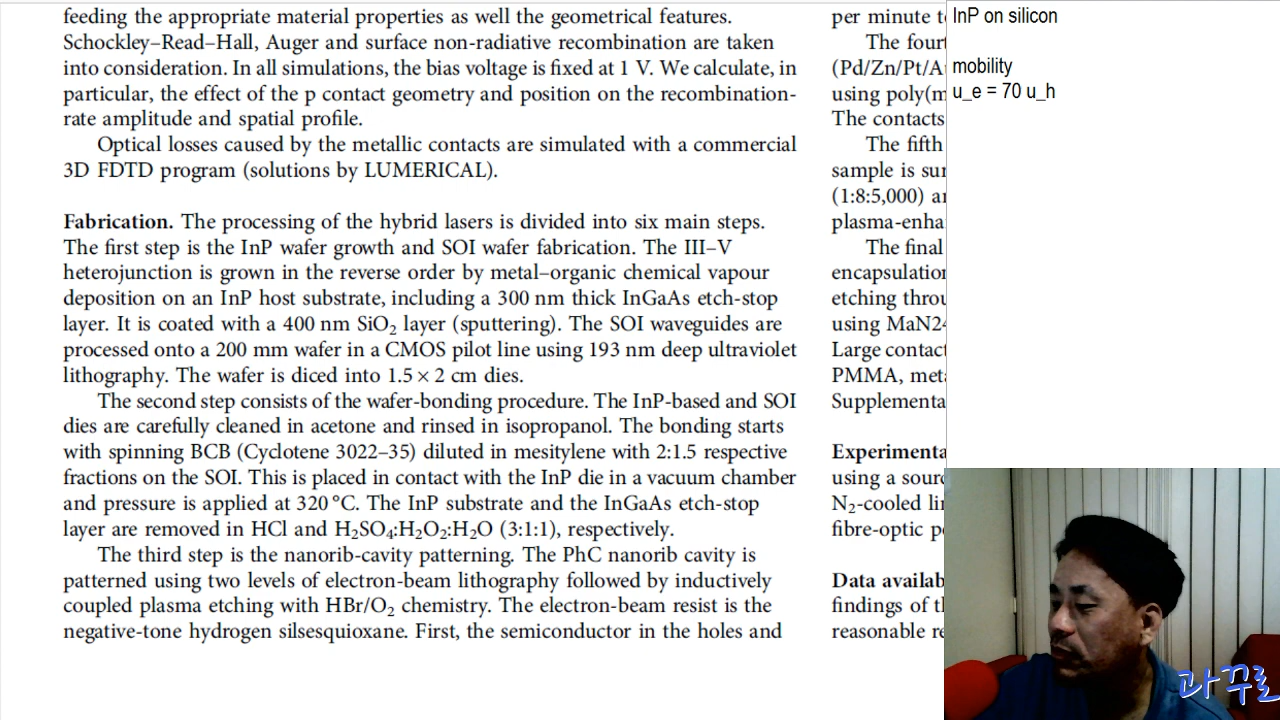 feeding the appropriate material properties as well the geometrical features.
Schockley–Read–Hall, Auger and surface non-radiative recombination are taken
into consideration. In all simulations, the bias voltage is fixed at 1 V. We calculate, in
particular, the effect of the p contact geometry and position on the recombination-
rate amplitude and spatial profile.
Optical losses caused by the metallic contacts are simulated with a commercial
3D FDTD program (solutions by LUMERICAL).
Fabrication. The processing of the hybrid lasers is divided into six main steps.
The first step is the InP wafer growth and SOI wafer fabrication. The III–V
heterojunction is grown in the reverse order by metal–organic chemical vapour
deposition on an InP host substrate, including a 300 nm thick InGaAs etch-stop
layer. It is coated with a 400 nm SiO₂ layer (sputtering). The SOI waveguides are
processed onto a 200 mm wafer in a CMOS pilot line using 193 nm deep ultraviolet
lithography. The wafer is diced into 1.5 × 2 cm dies.
The second step consists of the wafer-bonding procedure. The InP-based and SOI
dies are carefully cleaned in acetone and rinsed in isopropanol. The bonding starts
with spinning BCB (Cyclotene 3022–35) diluted in mesitylene with 2:1.5 respective
fractions on the SOI. This is placed in contact with the InP die in a vacuum chamber
and pressure is applied at 320 °C. The InP substrate and the InGaAs etch-stop
layer are removed in HCl and H₂SO₄:H₂O₂:H₂O (3:1:1), respectively.
The third step is the nanorib-cavity patterning. The PhC nanorib cavity is
patterned using two levels of electron-beam lithography followed by inductively
coupled plasma etching with HBr/O₂ chemistry. The electron-beam resist is the
negative-tone hydrogen silsesquioxane. First, the semiconductor in the holes and
per minute
The
(Pd/Zn/Pt/A
using
The contacts
The fifth
sample is
(1:8:5,000)
plasma-enha
The final
encapsulation
etching
using
Large
PMMA,
Supplementa
Experimenta
using a
N₂-cooled
fibre-optic
Data
findings of
reasonable
InP on silicon
mobility
u_e = 70 u_h
과꾸로